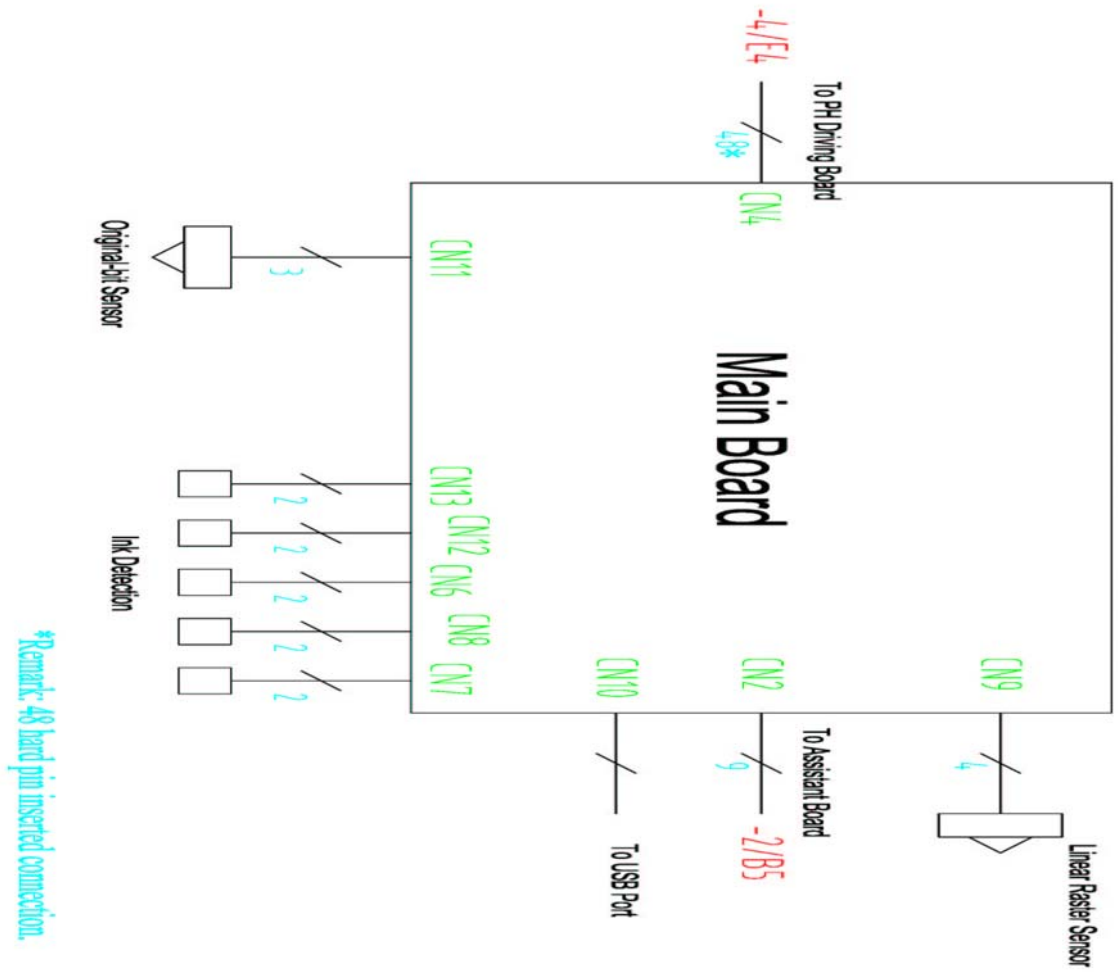 Linear Raster Sensor
CN9
4
To PH Driving Board
To Assistant Board
-4/E4
CN4
CN2
-2/B5
48*
Main Board
9
CN10
To USB Port
CN11
CN13
CN12
CN6
CN8
CN7
3
2
2
2
2
2
Original-bit Sensor
Ink Detection
*Remark: 48 hard pin inserted connection.